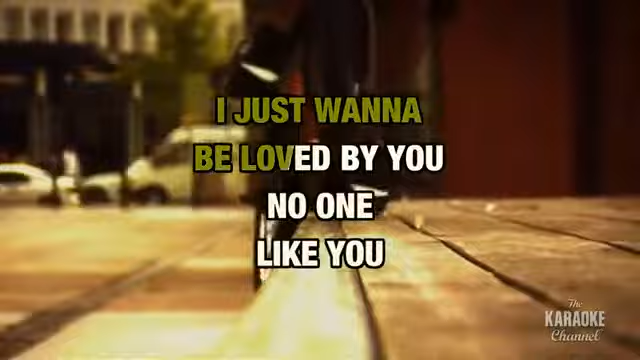 I JUST WANNA
BE LOVED BY YOU
NO ONE
LIKE YOU
The
KARAOKE
Channel